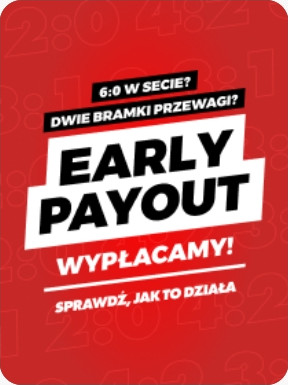 6:0 W SECIE?
DWIE BRAMKI PRZEWAGI?
EARLY
PAYOUT
WYPŁACAMY!
SPRAWDŹ, JAK TO DZIAŁA